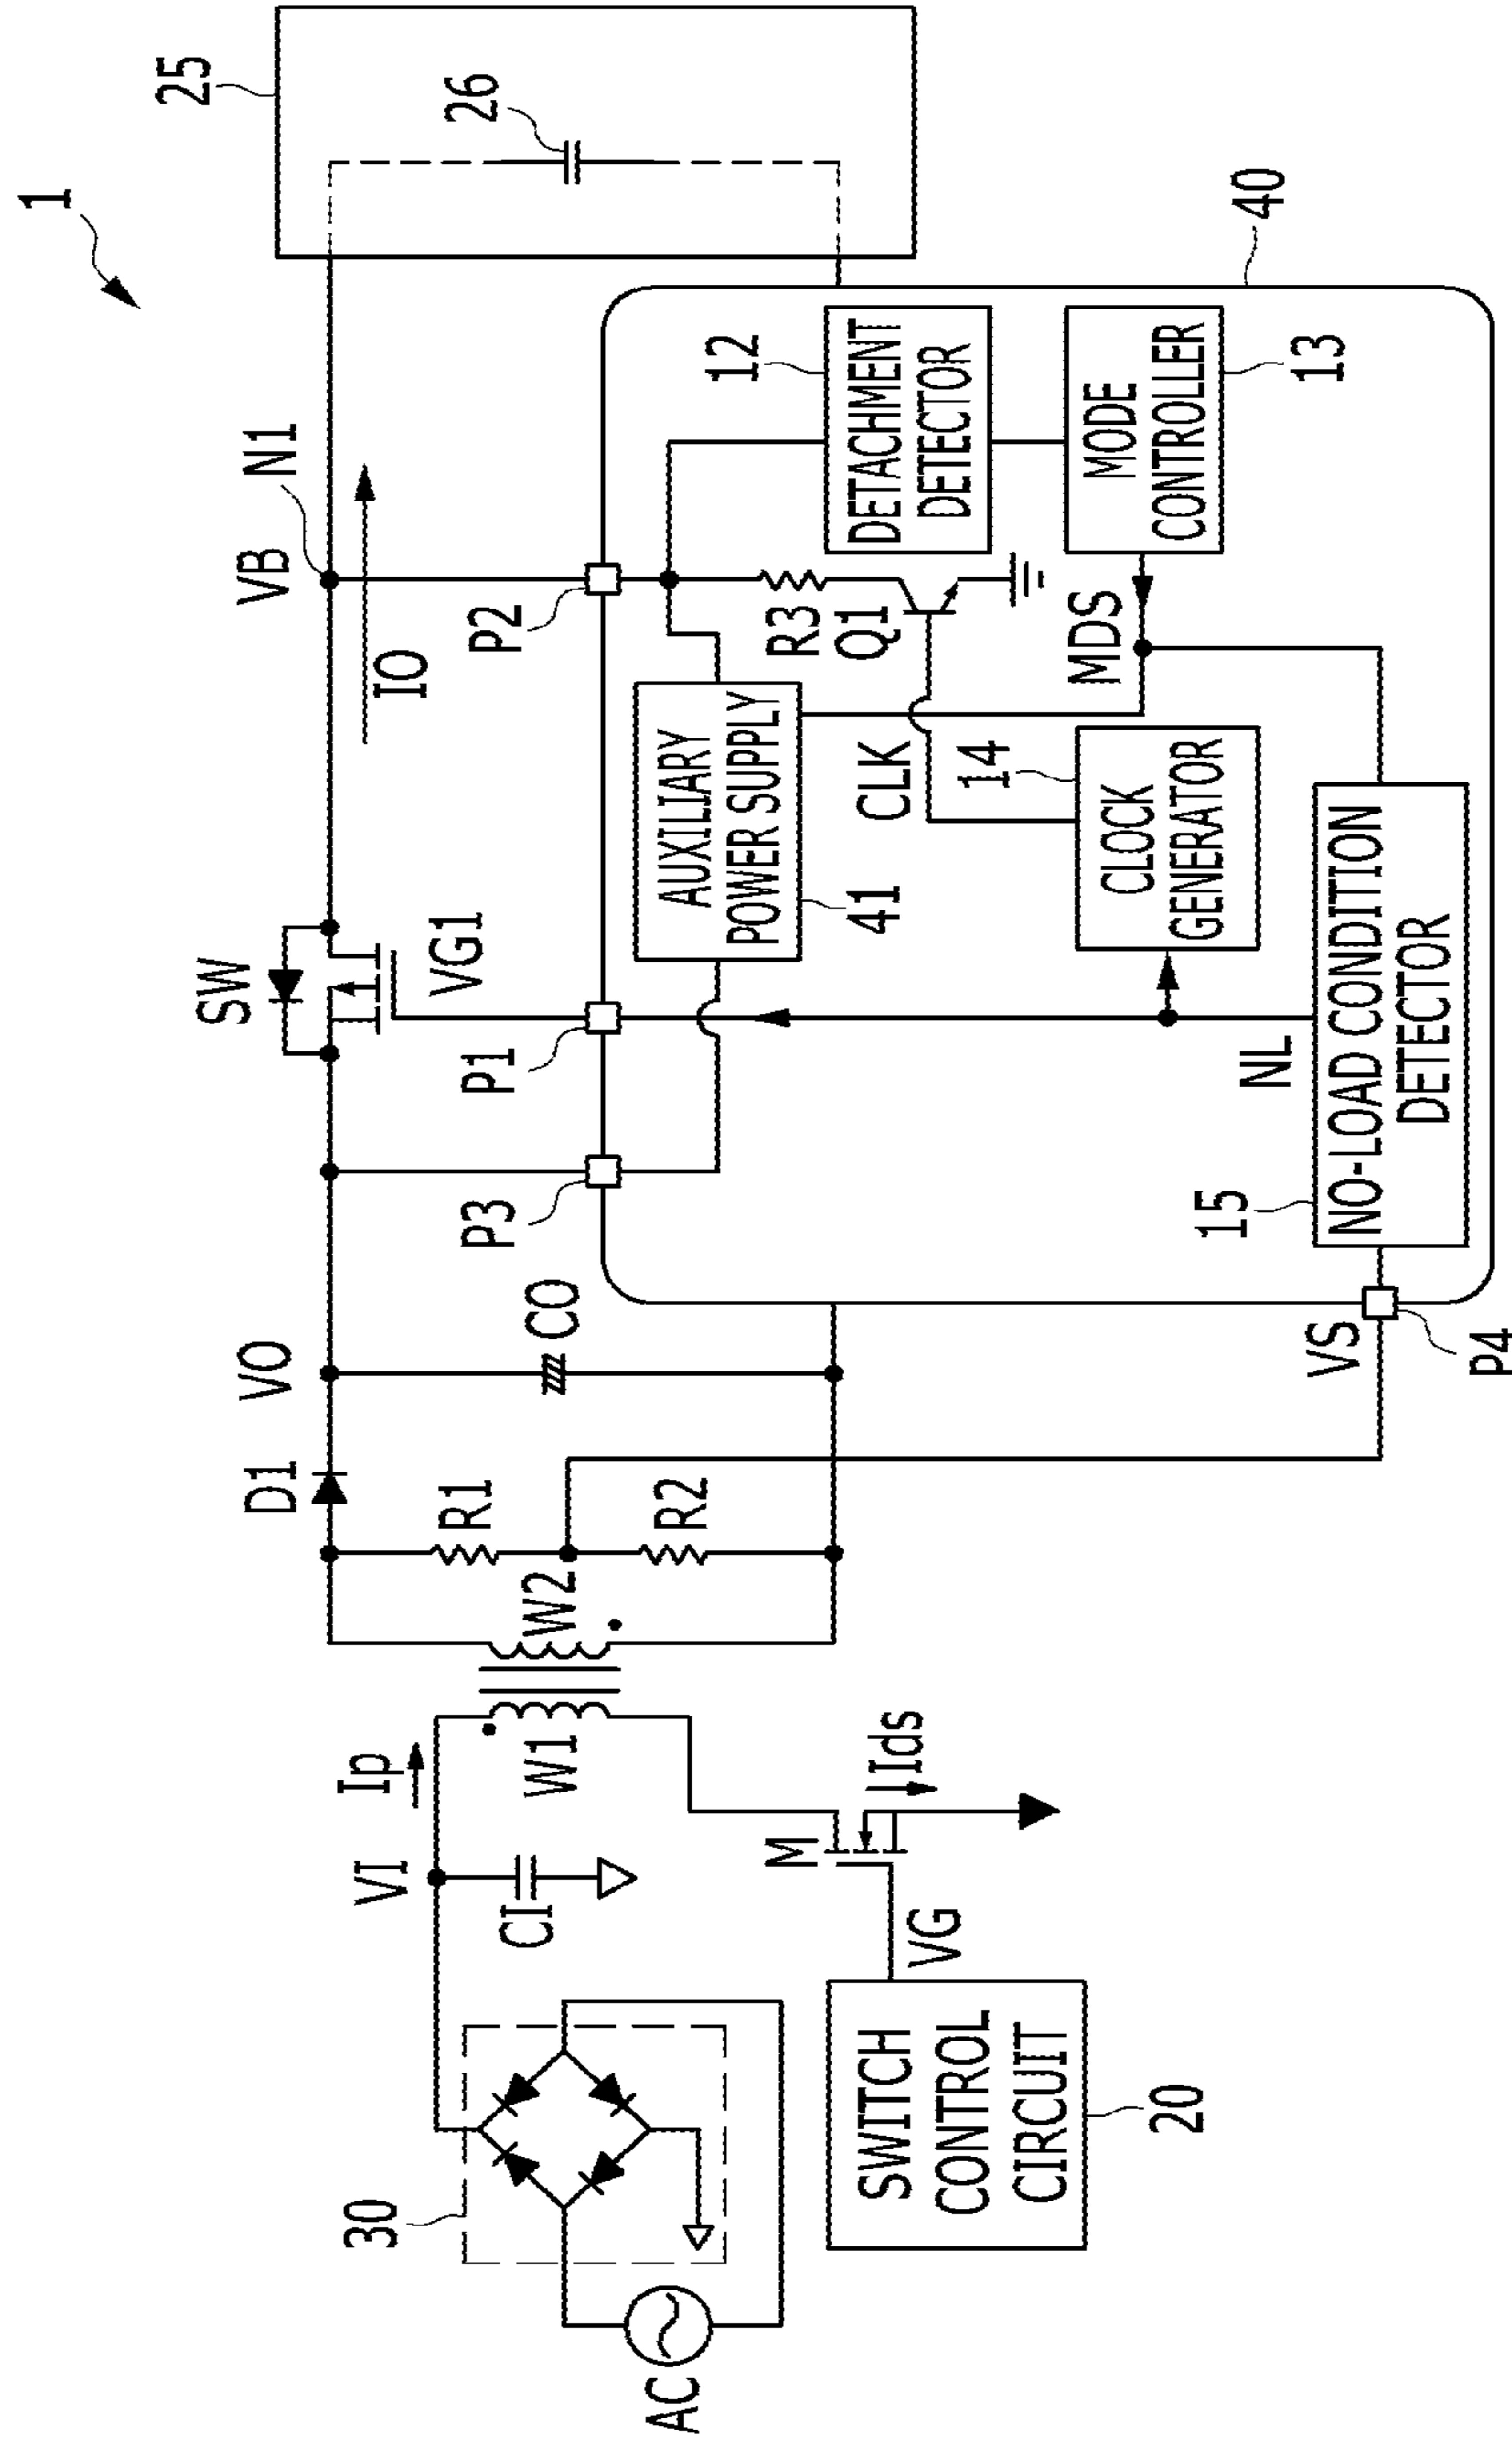 1
25
26
VB
N1
IO
SW
VG1
VO
D1
CO
R1
R2
W2
W1
Ip
VI
CI
30
AC
M
Ids
VG
SWITCH
CONTROL
CIRCUIT
20
P3
P1
P2
40
AUXILIARY
POWER SUPPLY
41
R3
Q1
12
DETACHMENT
DETECTOR
MODE
CONTROLLER
13
MDS
CLK
14
CLOCK
GENERATOR
NL
15
NO-LOAD CONDITION
DETECTOR
VS
P4